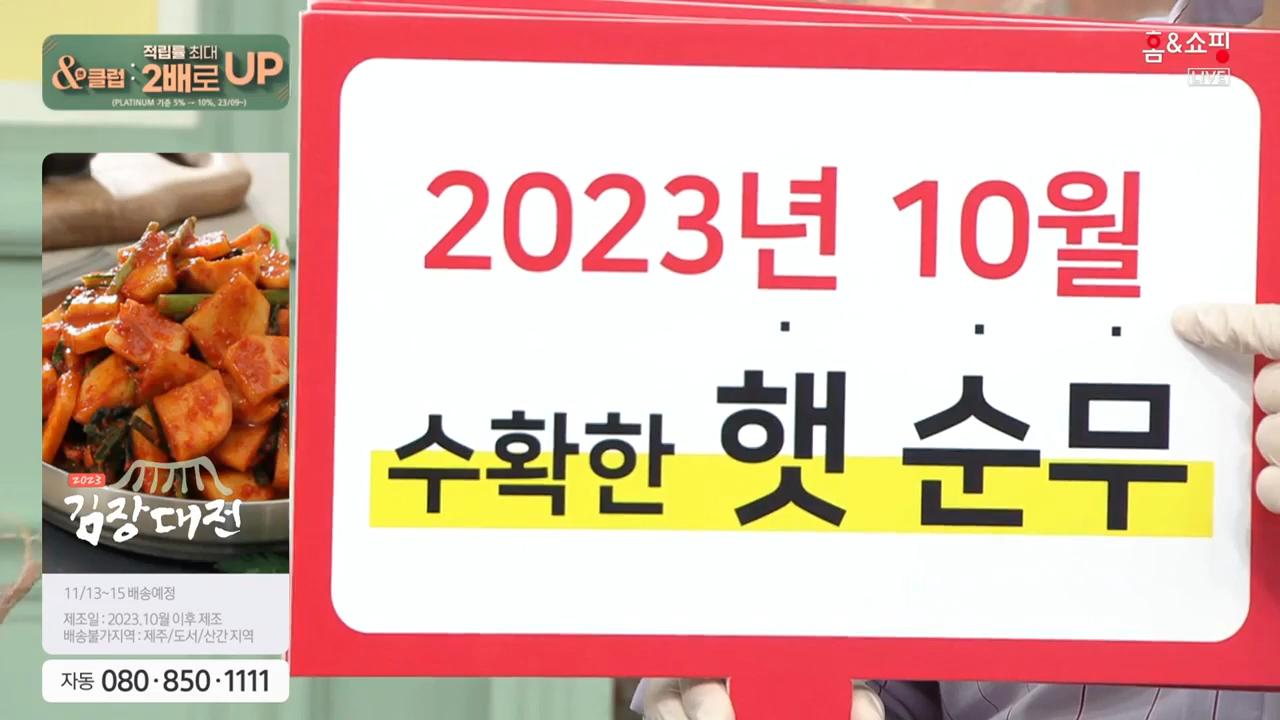 적립률 최대
&클럽 : 2배로 UP
(PLATINUM 기준 5% → 10%, 23/09~)
홈&쇼핑
LIVE
2023년 10월
수확한 햇 순무
2023
김장대전
11/13~15 배송예정
제조일 : 2023.10월 이후 제조
배송불가지역 : 제주/도서/산간 지역
자동 080·850·1111